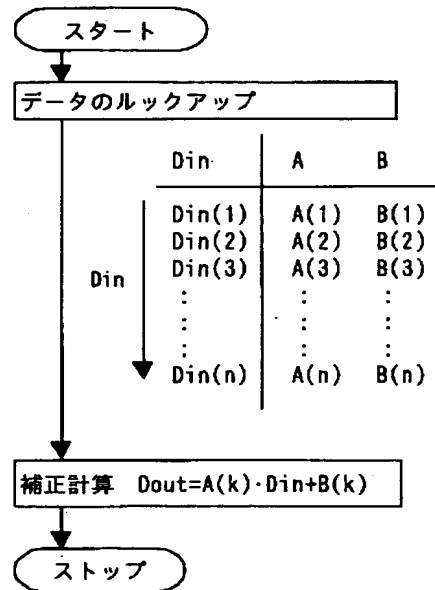 スタート
データのルックアップ
Din A B
Din(1) A(1) B(1)
Din(2) A(2) B(2)
Din(3) A(3) B(3)
Din
: : :
: : :
: : :
Din(n) A(n) B(n)
補正計算 Dout=A(k)·Din+B(k)
ストップ